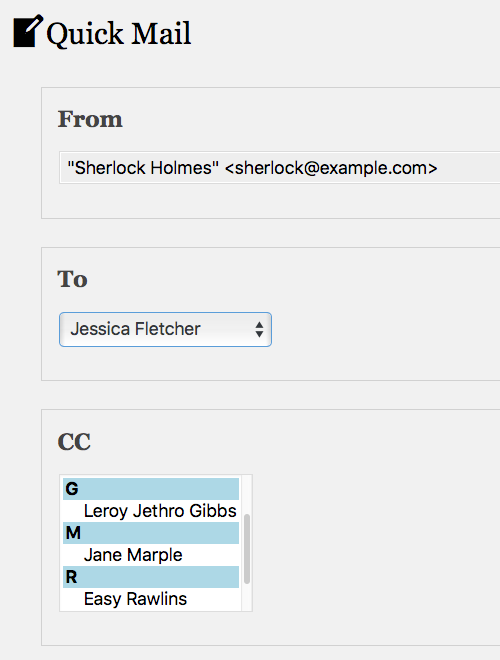 Quick Mail
From
"Sherlock Holmes" <sherlock@example.com>
To
Jessica Fletcher
CC
G
Leroy Jethro Gibbs
M
Jane Marple
R
Easy Rawlins